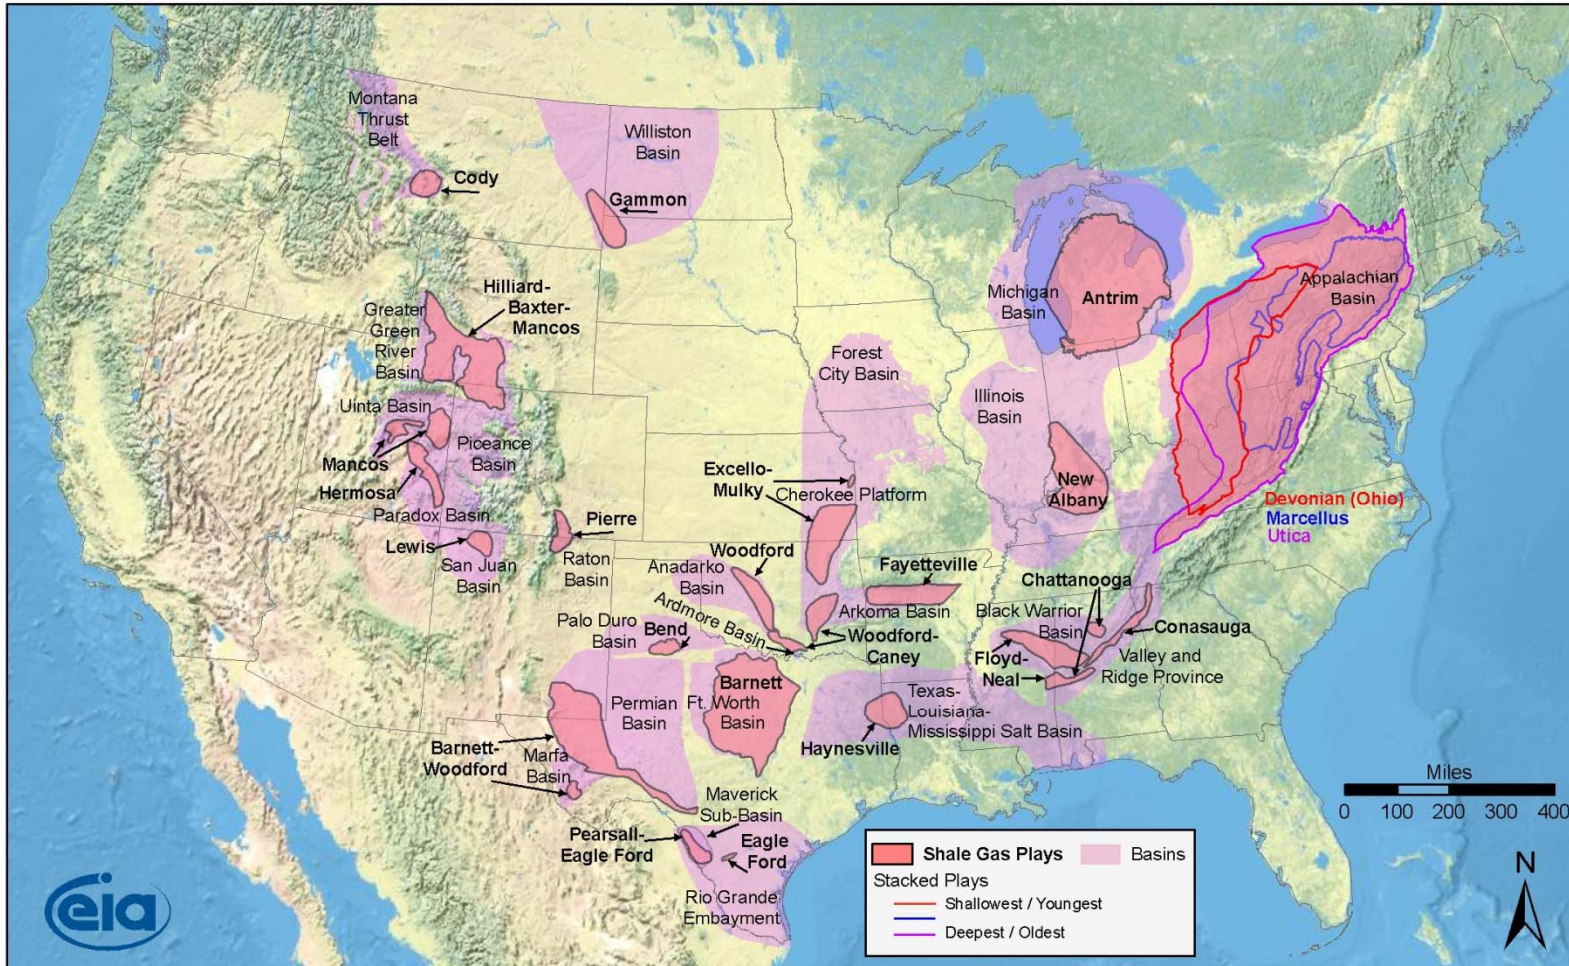 Montana
Thrust
Belt
Cody
Williston
Basin
Gammon
Hilliard-
Baxter-
Mancos
Greater
Green
River
Basin
Uinta Basin
Piceance
Basin
Mancos
Hermosa
Paradox Basin
Lewis
San Juan
Basin
Pierre
Raton
Basin
Michigan
Basin
Antrim
Appalachian
Basin
Forest
City Basin
Illinois
Basin
New
Albany
Excello-
Mulky
Cherokee Platform
Devonian (Ohio)
Marcellus
Utica
Woodford
Anadarko
Basin
Fayetteville
Arkoma Basin
Ardmore Basin
Palo Duro
Basin
Bend
Woodford-
Caney
Chattanooga
Black Warrior
Basin
Conasauga
Floyd-
Neal
Valley and
Ridge Province
Barnett
Ft. Worth
Basin
Permian
Basin
Texas-
Louisiana-
Mississippi Salt Basin
Haynesville
Barnett-
Woodford
Marfa
Basin
Maverick
Sub-Basin
Pearsall-
Eagle Ford
Eagle
Ford
Rio Grande
Embayment
Miles
0 100 200 300 400
Shale Gas Plays
Basins
Stacked Plays
Shallowest / Youngest
Deepest / Oldest
N
eia